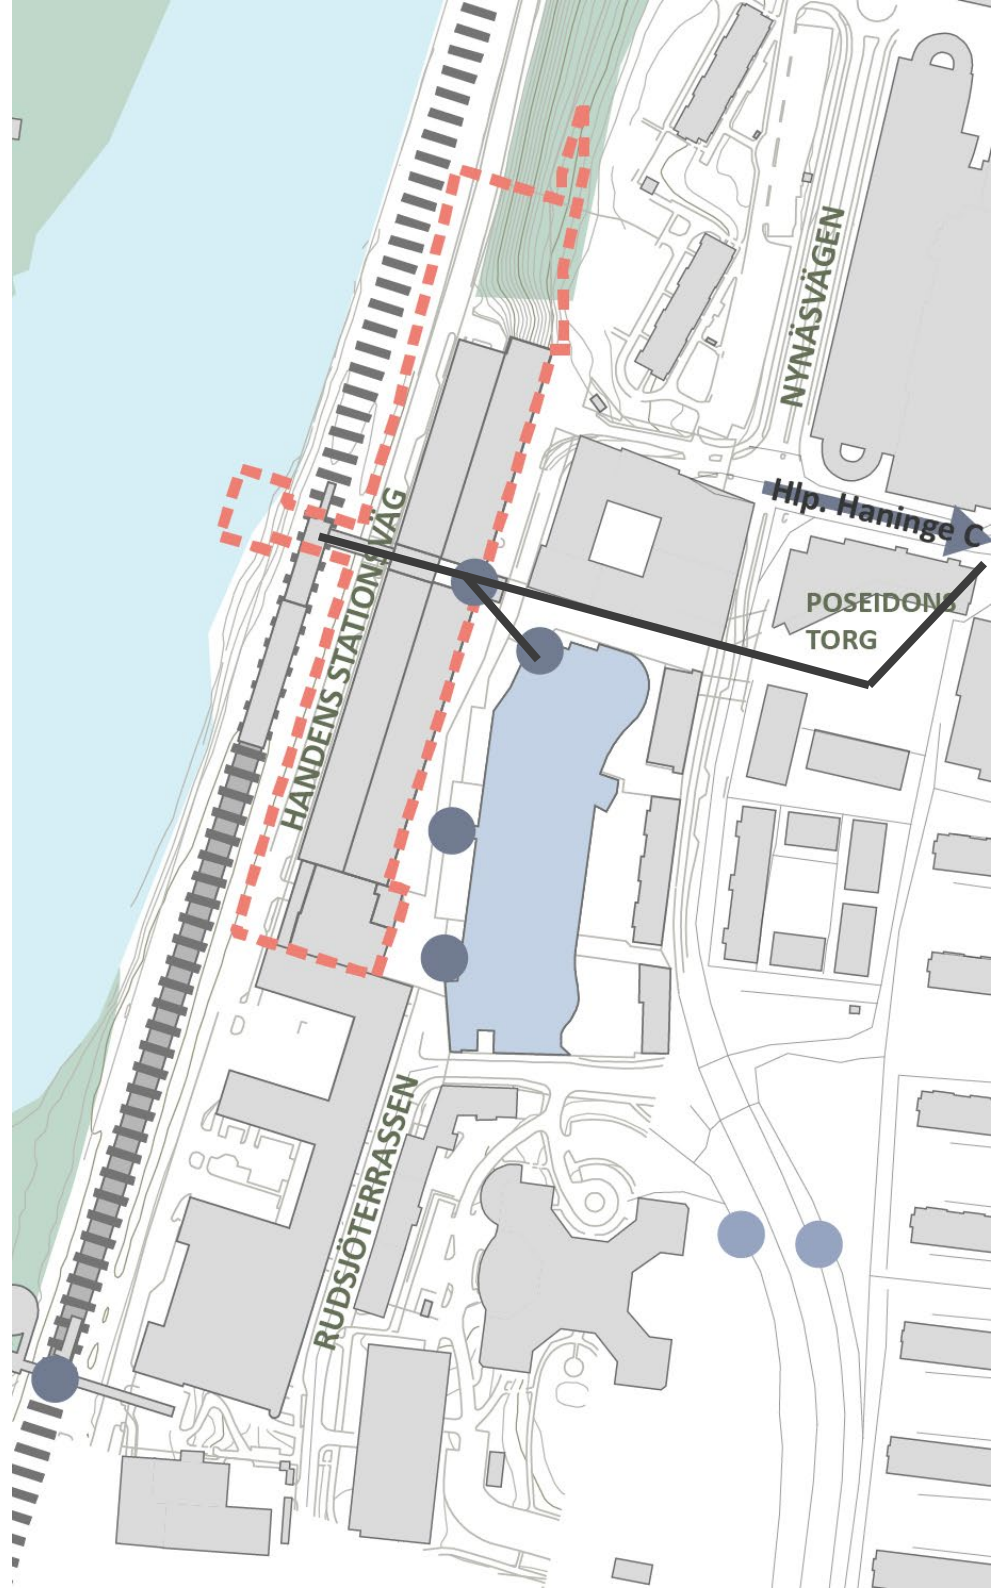 NYNÄSVÄGEN
Hlp. Haninge C
HANDENS STATIONSVÄG
POSEIDONS
TORG
RUDSJÖTERRASSEN